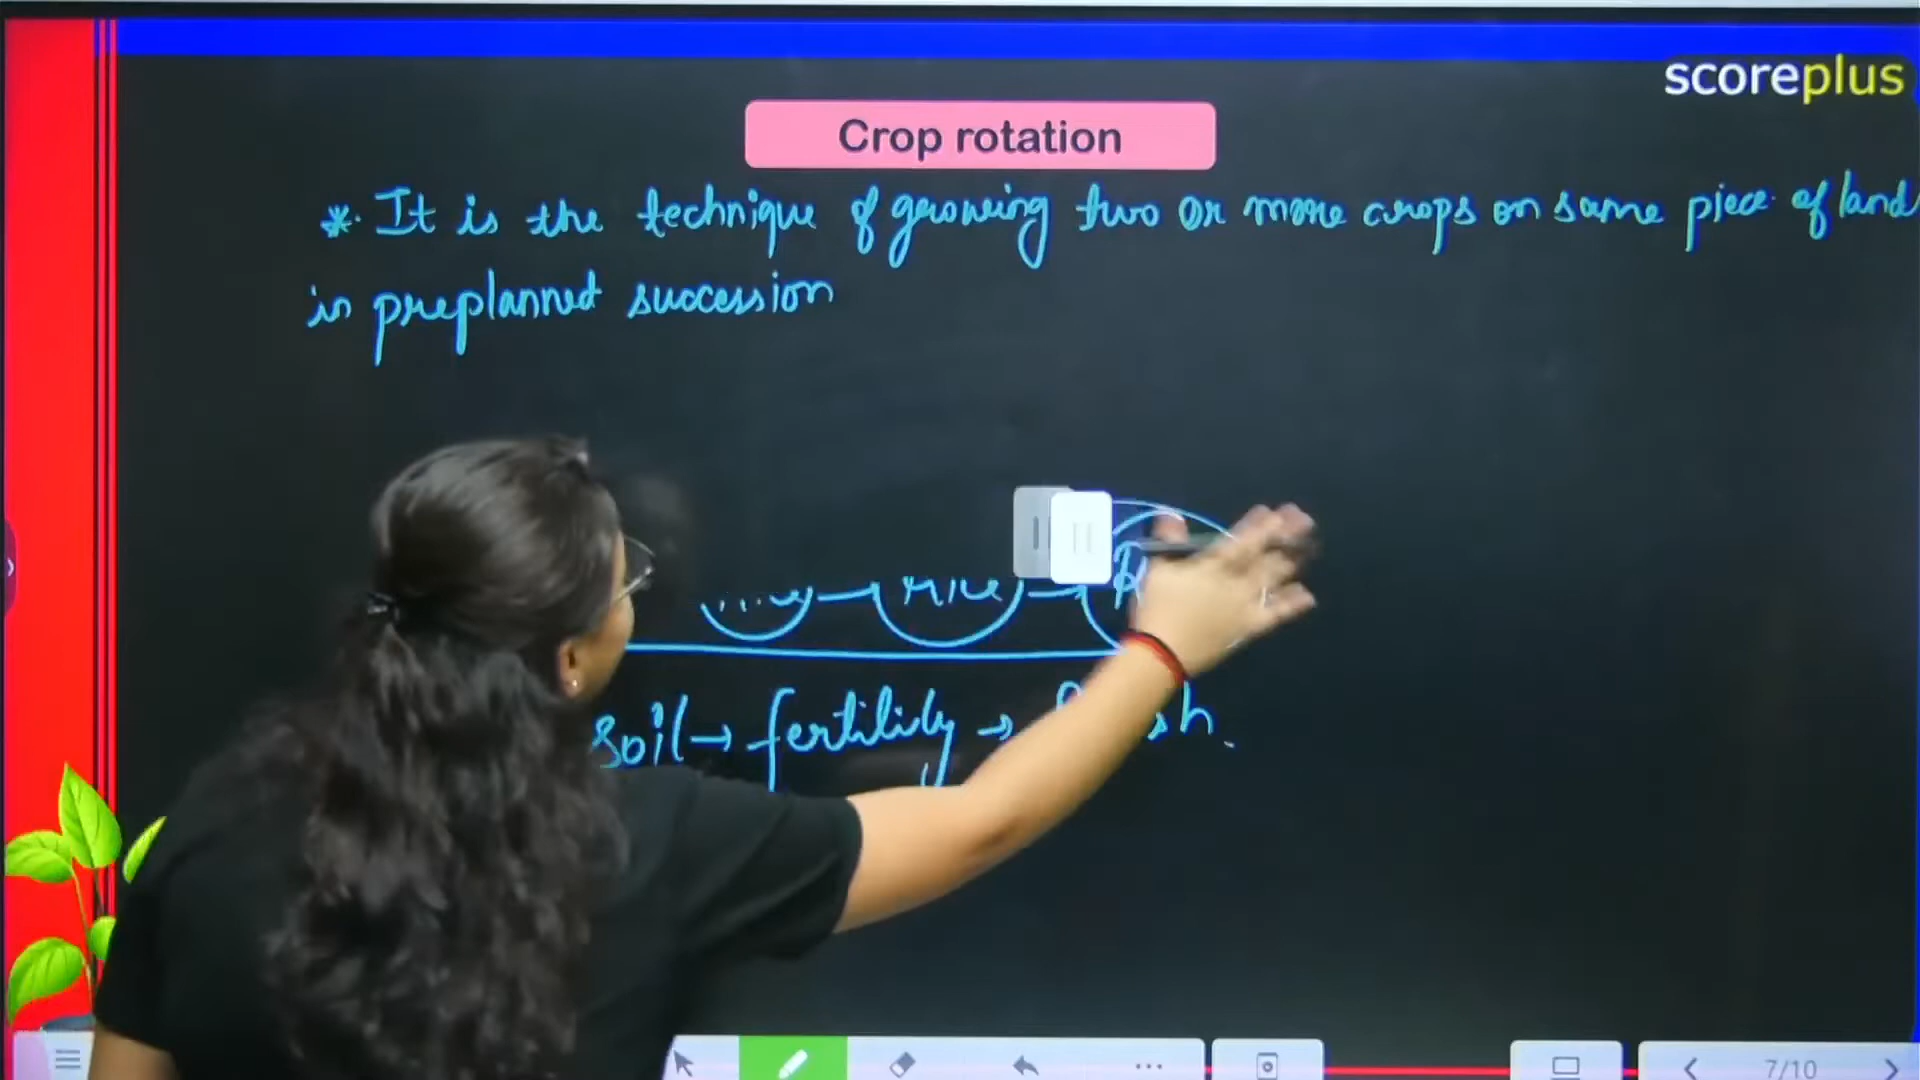 scoreplus
Crop rotation
*. It is the technique of growing two or more crops on same piece of land
in preplanned succession
rice
soil → fertility →
7/10